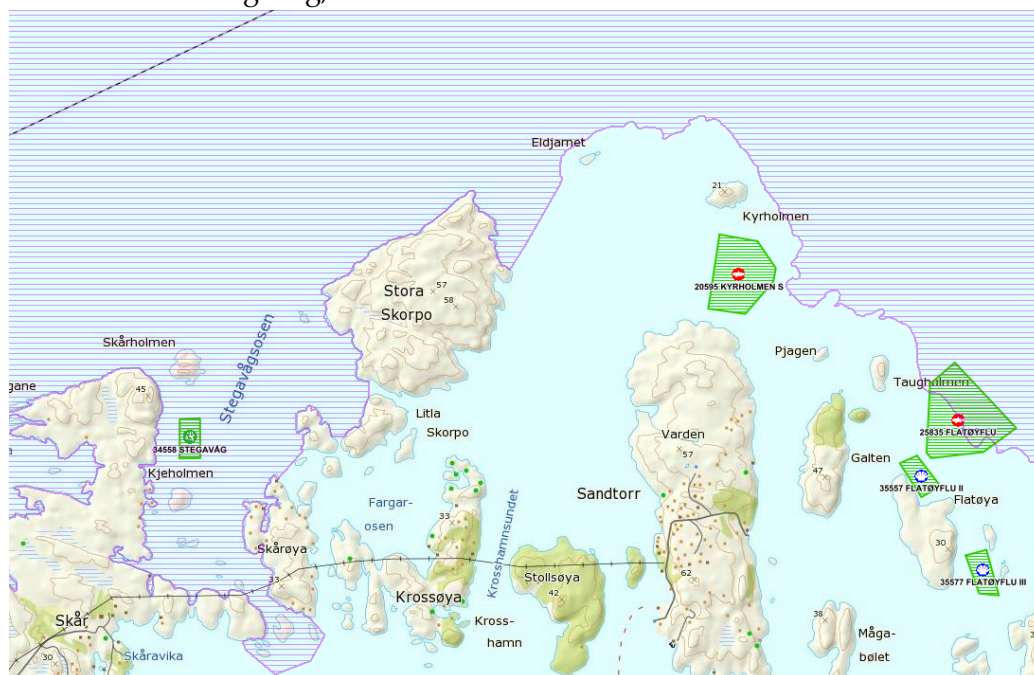 Eldjarnet
21
Kyrholmen
20595 KYRHOLMEN S
Stora
Skorpo
57
58
Stegavågsosen
Skårholmen
Pjagen
gane
45
Taugholmen
Litla
Skorpo
25835 FLATØYFLU
34558 STEGAVÅG
Varden
57
Galten
47
Kjeholmen
35557 FLATØYFLU II
Flatøya
Sandtorr
Fargar-
osen
33
Krosshamnsundet
Skårøya
30
33
Stollsøya
42
62
35577 FLATØYFLU III
Krossøya
Skår
Kross-
hamn
38
Måga-
bølet
Skåravika
30